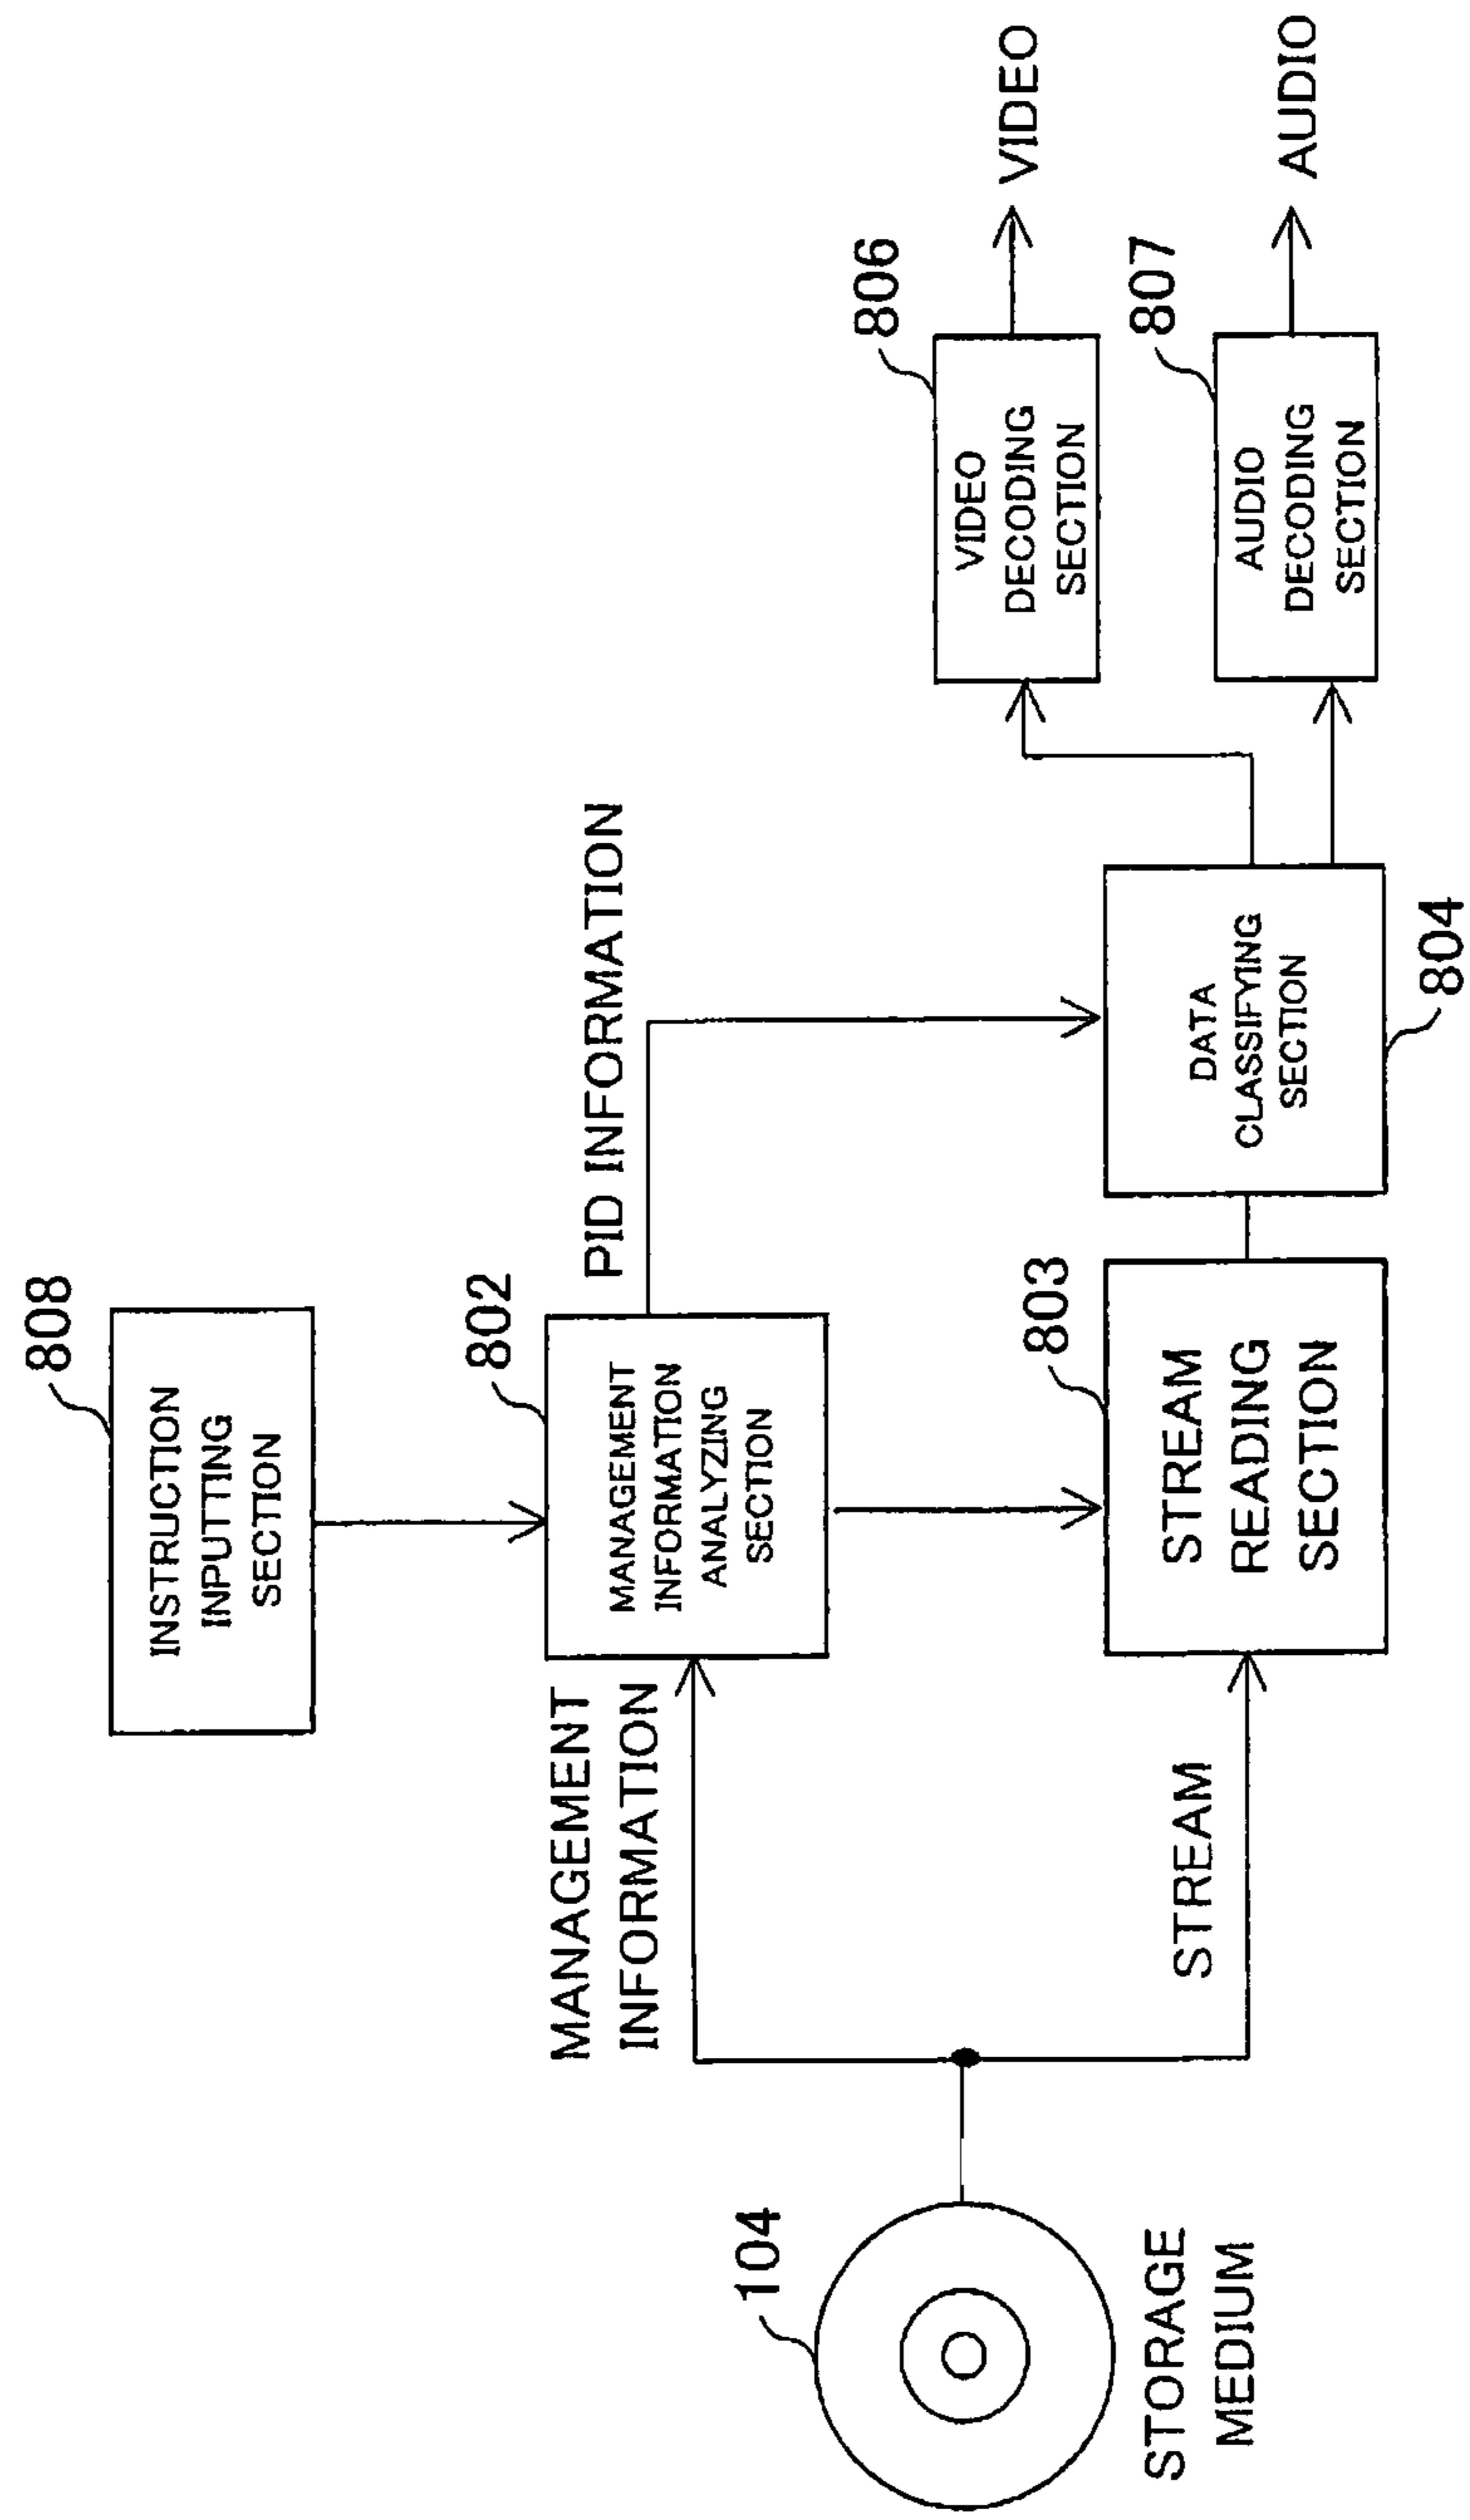 808
INSTRUCTION
INPUTTING
SECTION
802
MANAGEMENT
INFORMATION
ANALYZING
SECTION
PID INFORMATION
MANAGEMENT
INFORMATION
104
STORAGE
MEDIUM
STREAM
803
STREAM
READING
SECTION
DATA
CLASSIFYING
SECTION
804
806
VIDEO
DECODING
SECTION
VIDEO
807
AUDIO
DECODING
SECTION
AUDIO